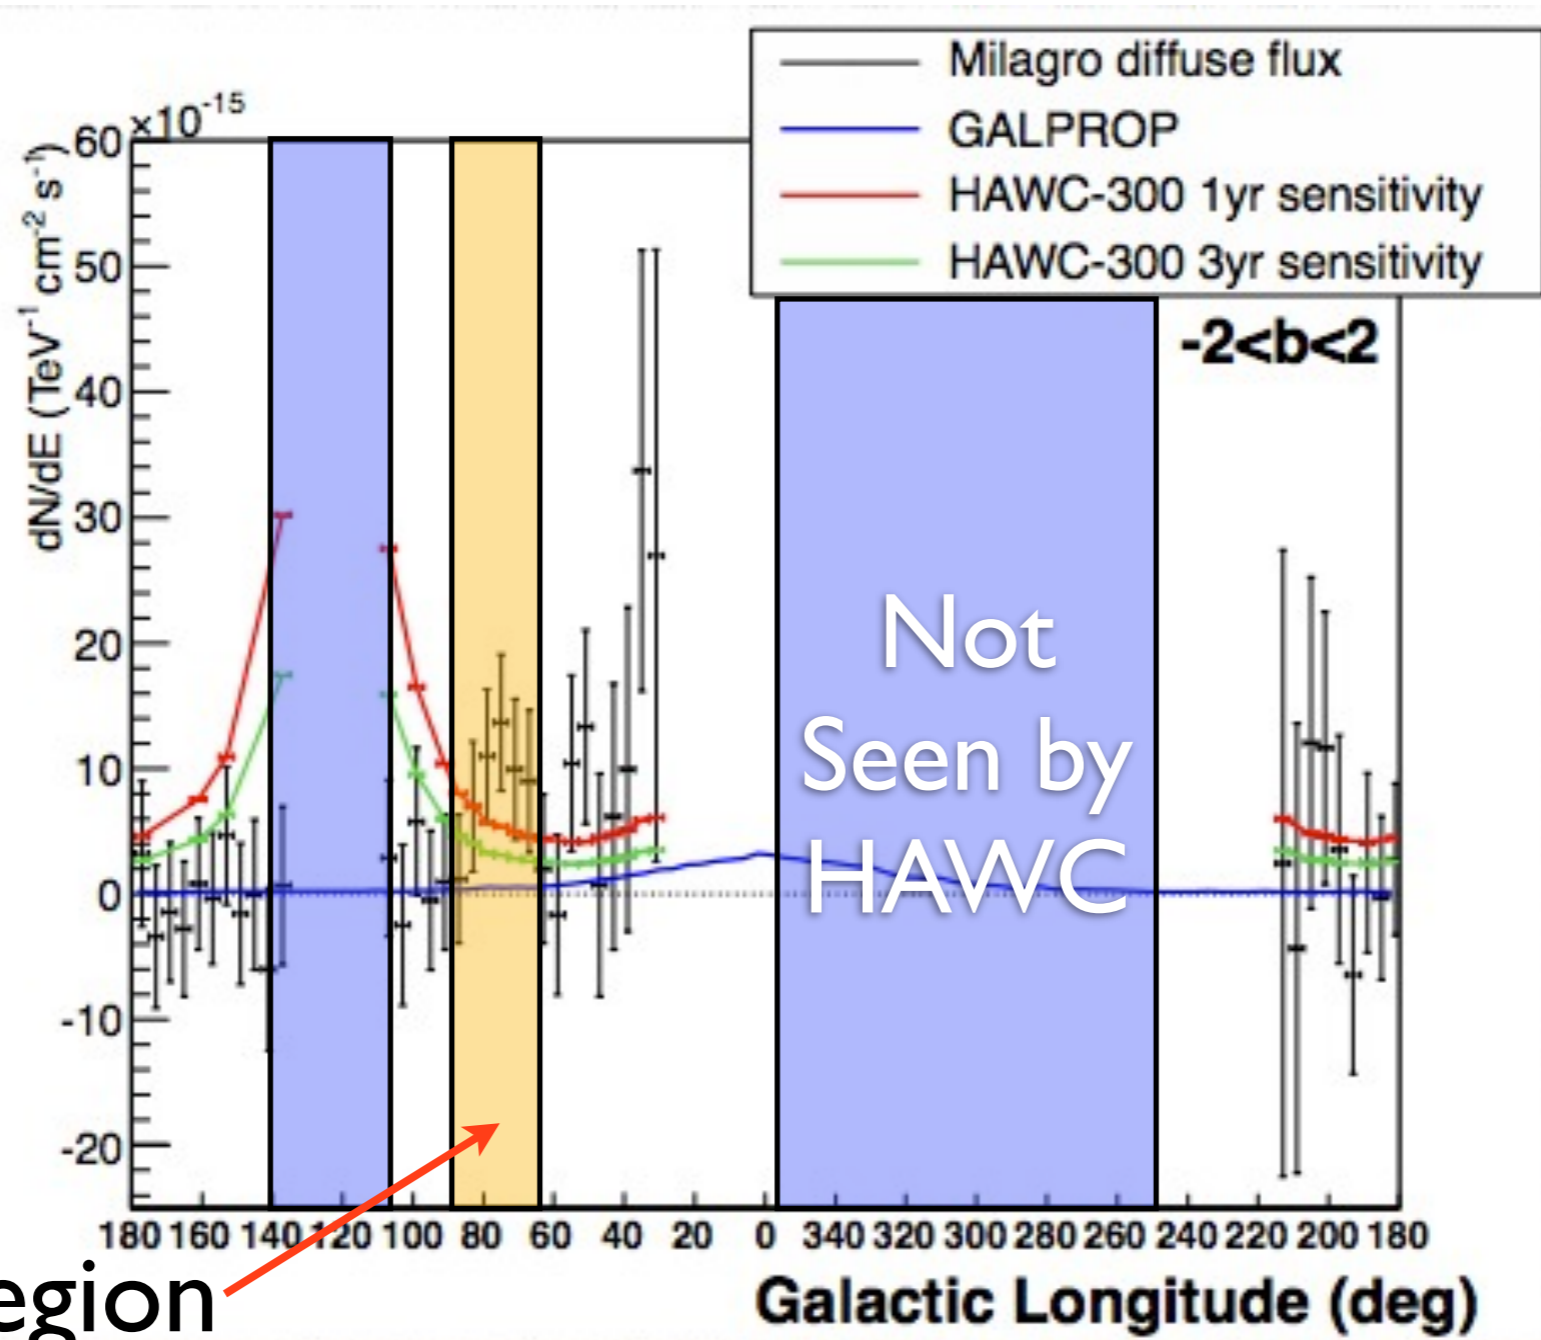 Milagro diffuse flux
GALPROP
HAWC-300 1yr sensitivity
HAWC-300 3yr sensitivity
×10⁻¹⁵
-2<b<2
dN/dE (TeV⁻¹ cm⁻² s⁻¹)
60
50
40
30
20
10
0
-10
-20
Not
Seen by
HAWC
180 160 140 120 100 80 60 40 20 0 340 320 300 280 260 240 220 200 180
Galactic Longitude (deg)
egion